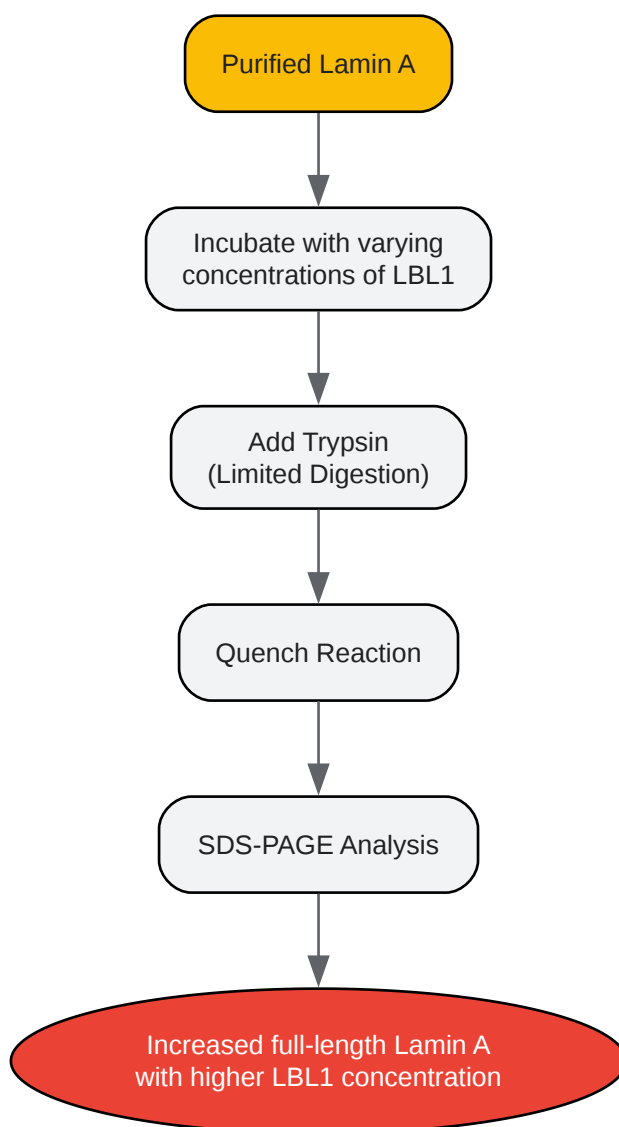 Purified Lamin A
Incubate with varying
concentrations of LBL1
Add Trypsin
(Limited Digestion)
Quench Reaction
SDS-PAGE Analysis
Increased full-length Lamin A
with higher LBL1 concentration